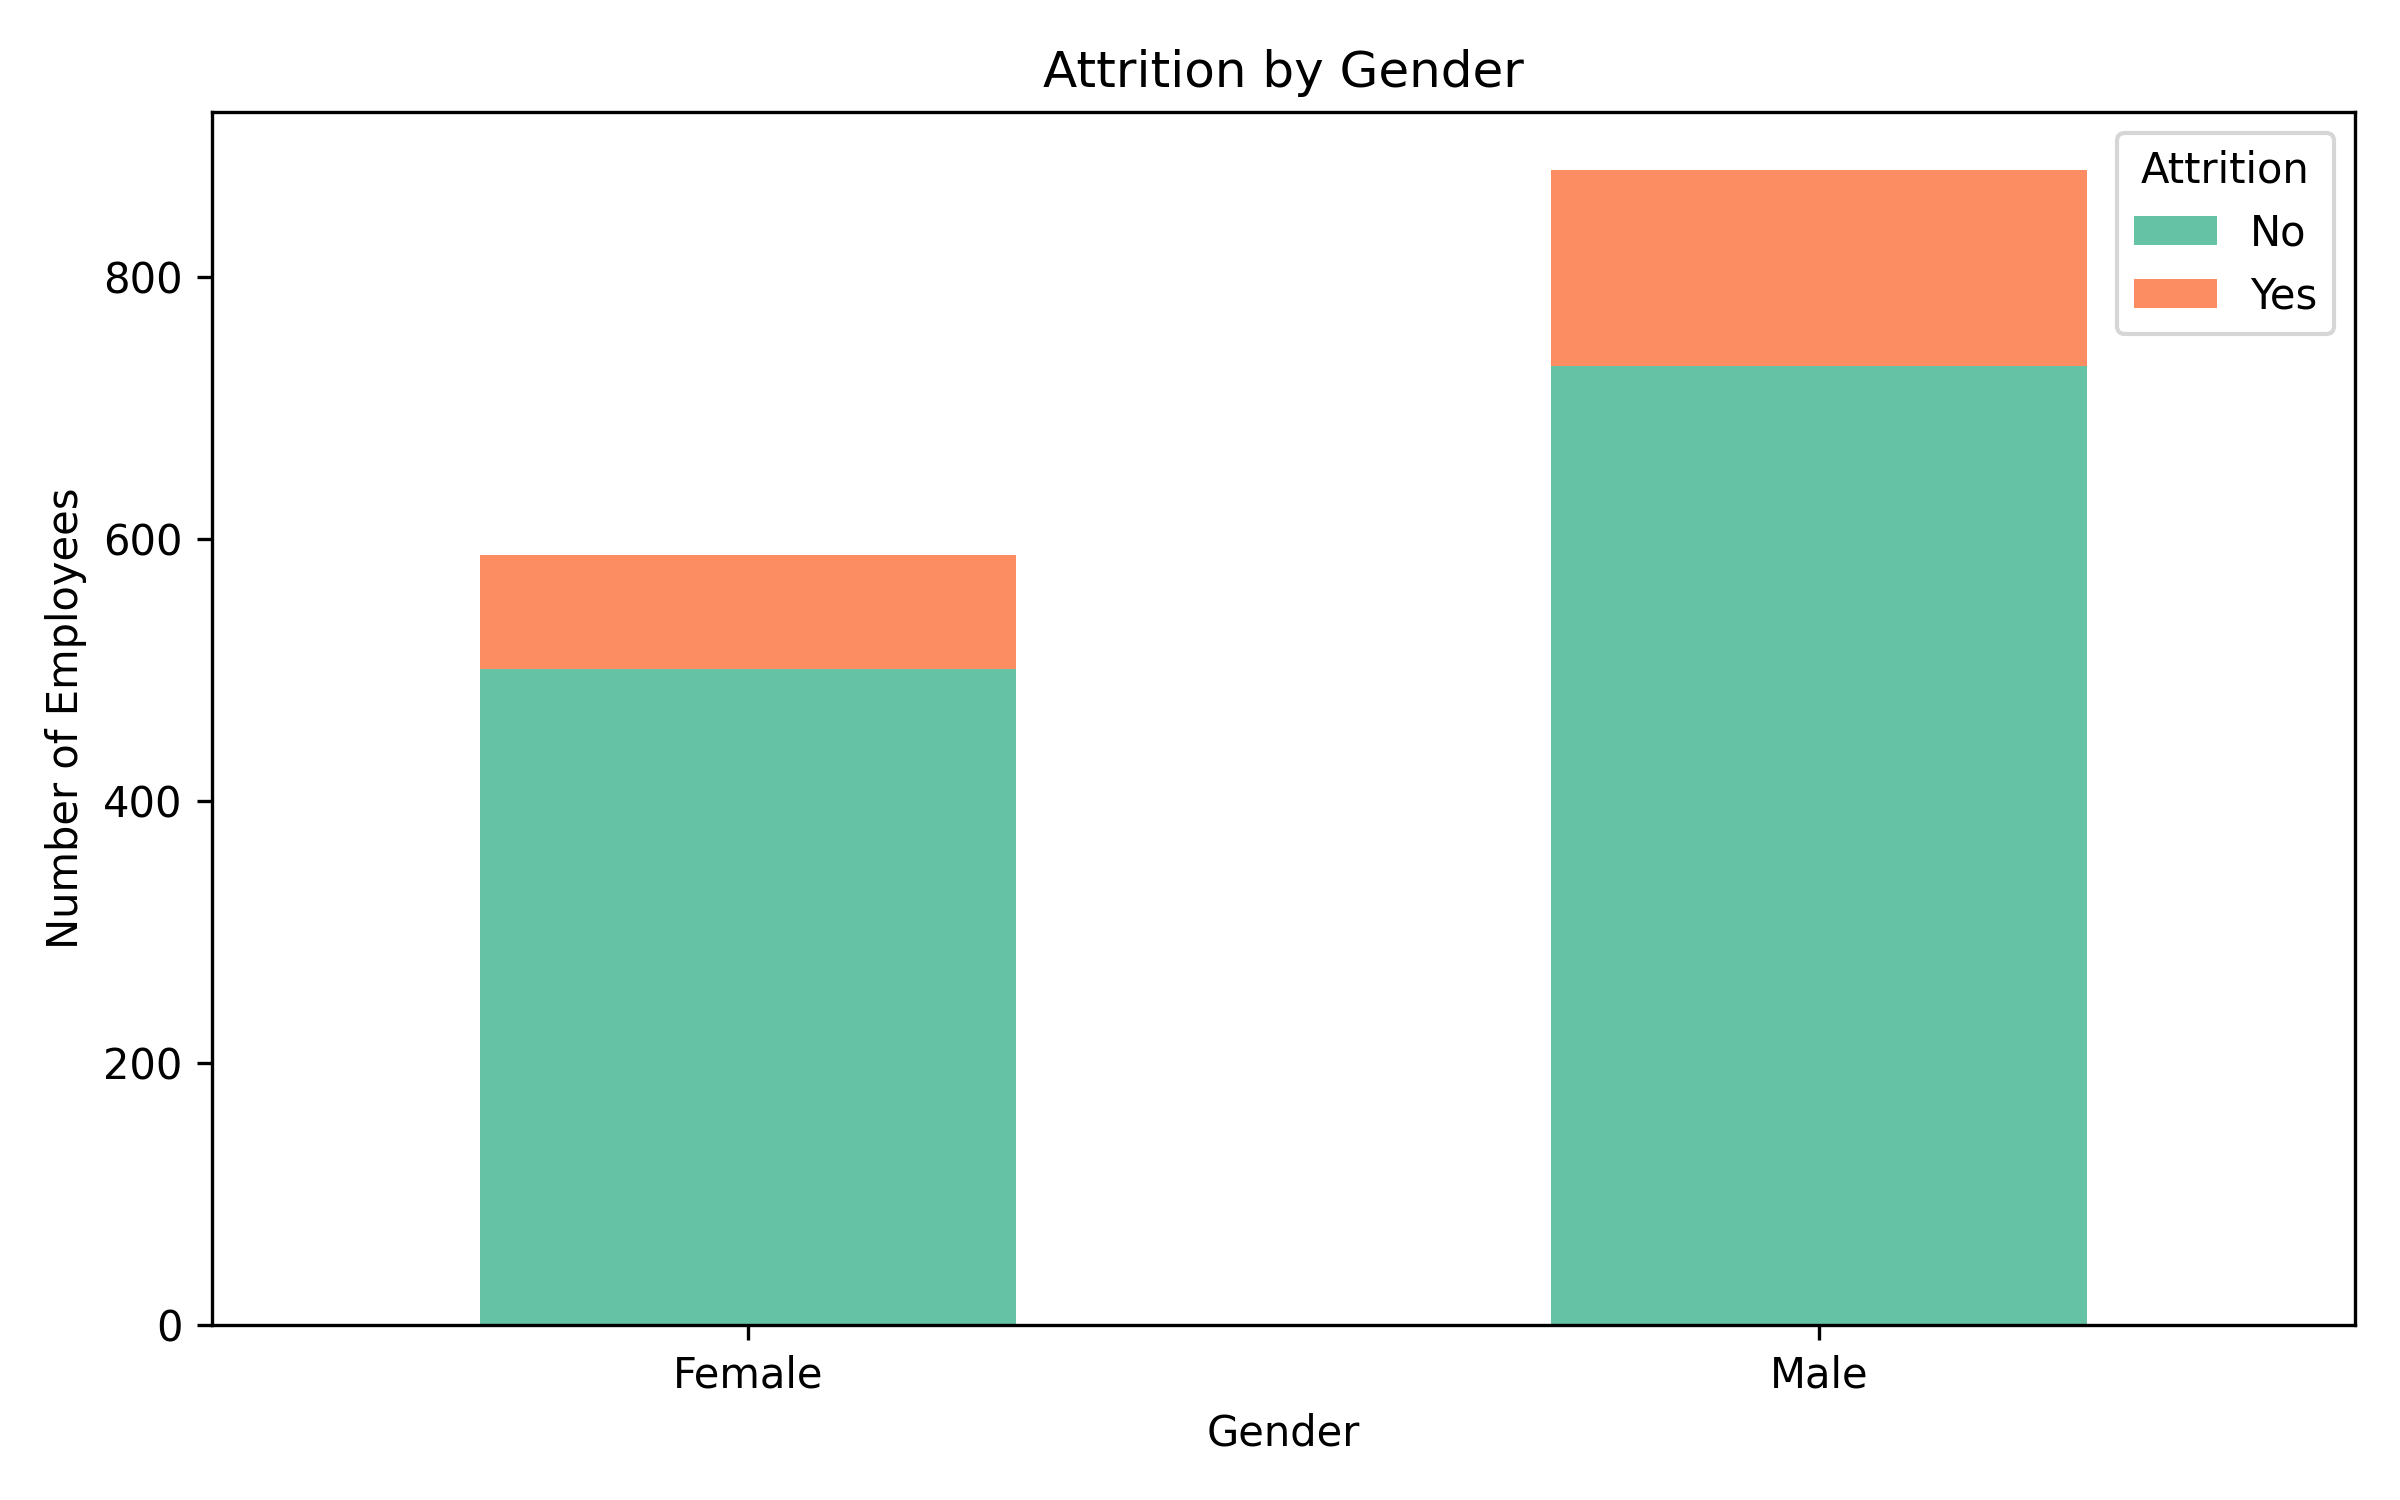 Attrition by Gender
Attrition
No
Yes
800
600
400
200
0
Number of Employees
Female
Male
Gender